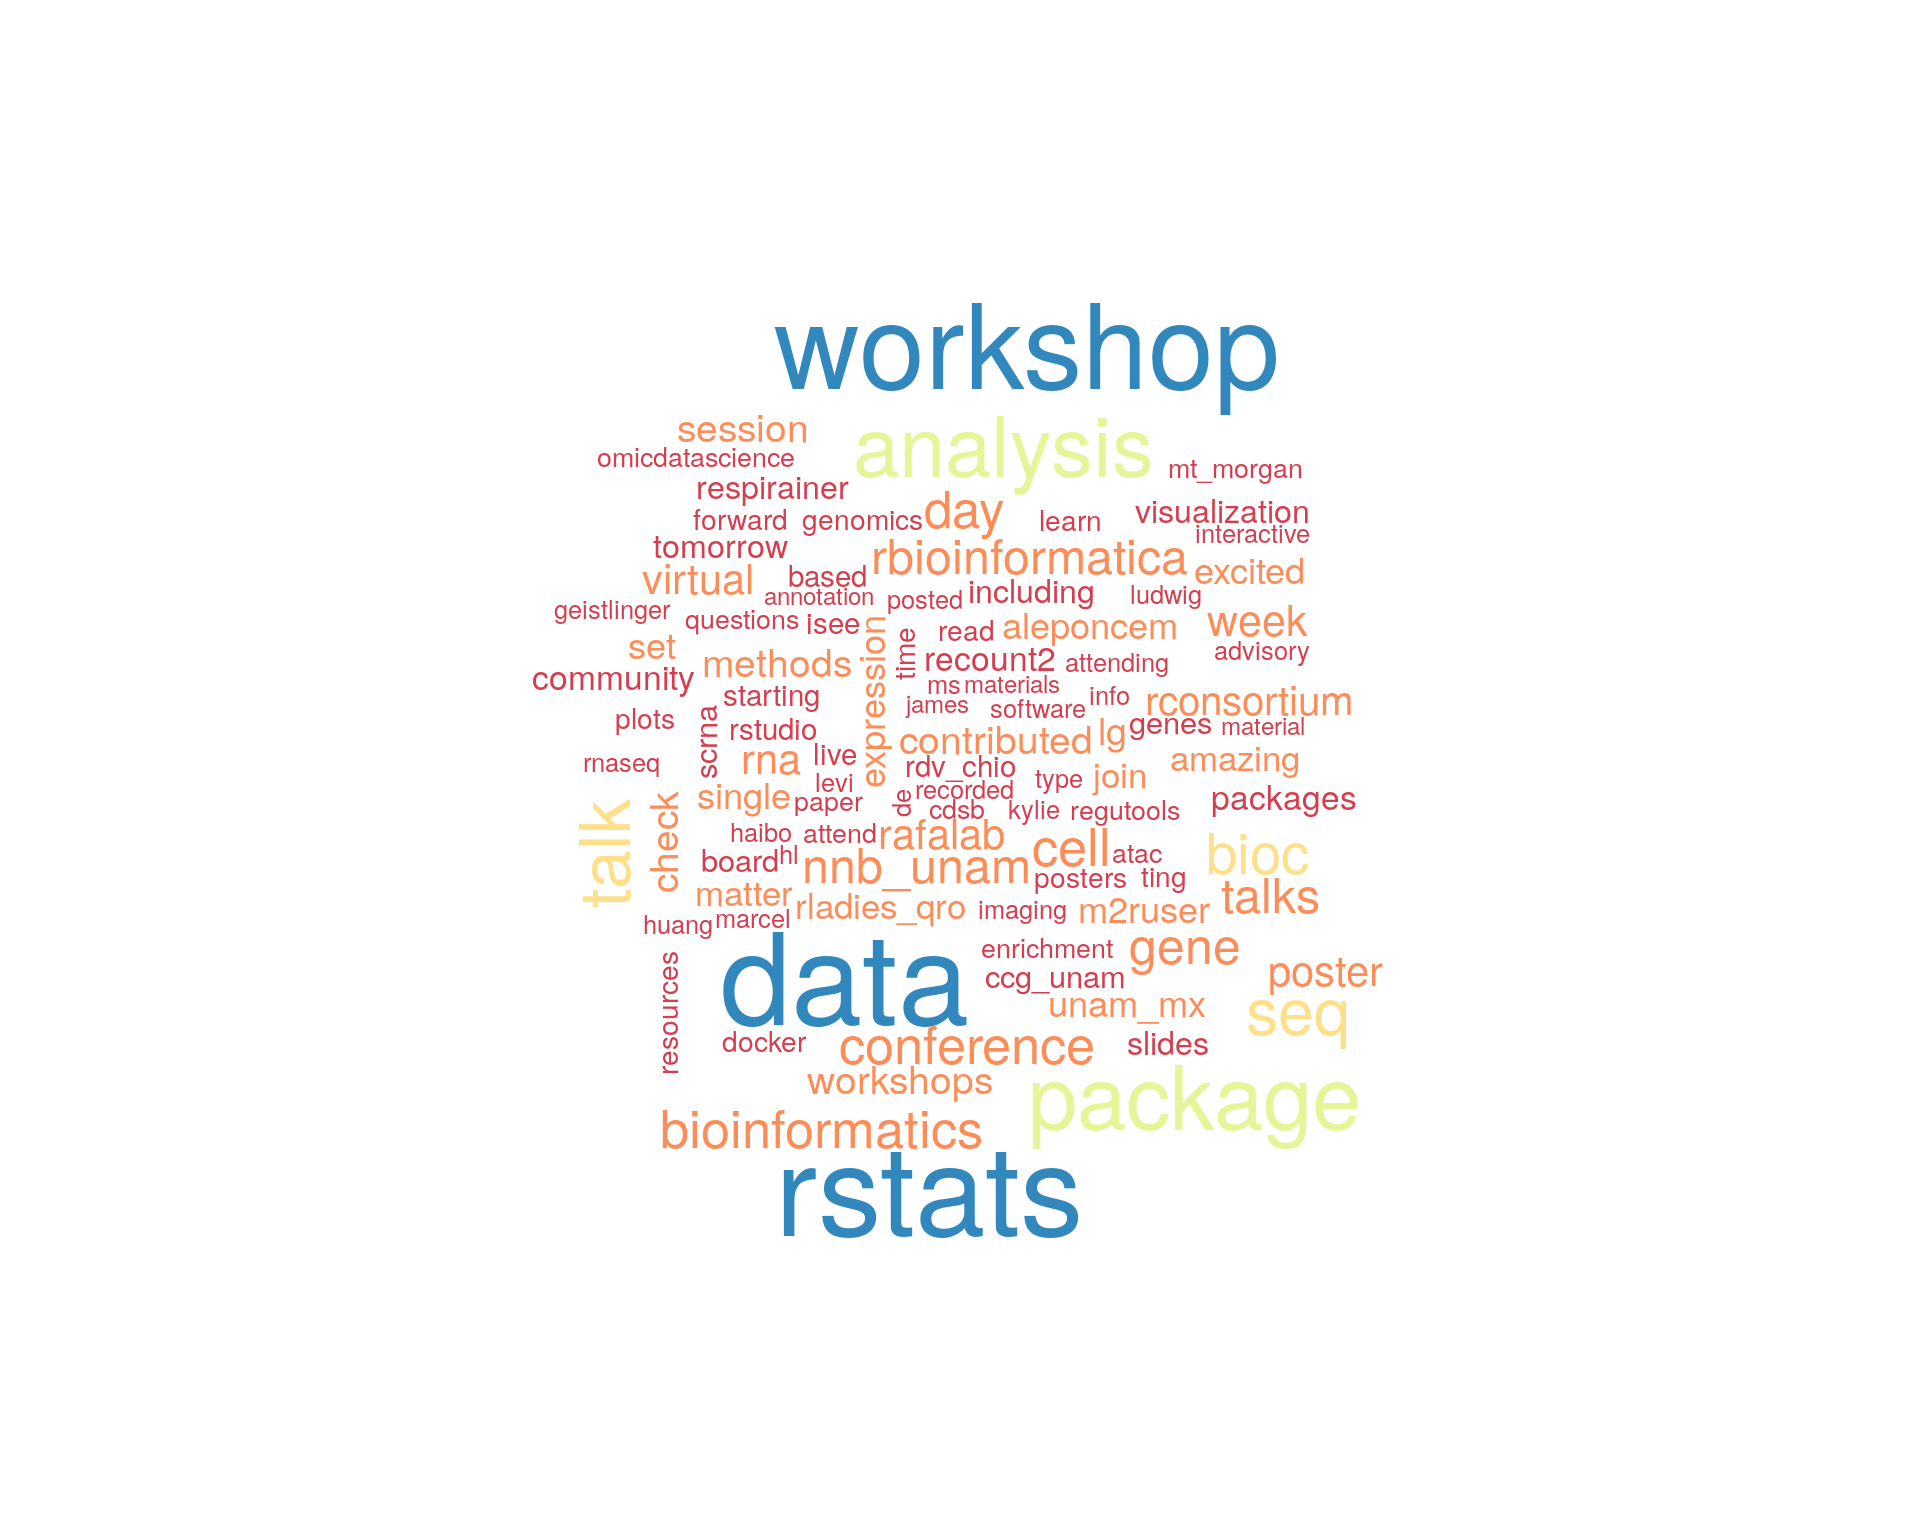 workshop
session
analysis
omicdatascience
mt_morgan
respirainer
day
visualization
forward
genomics
learn
interactive
tomorrow
rbioinformatica
excited
virtual
based
including
annotation
posted
ludwig
geistlinger
questions
isee
read
aleponcem
week
set
time
advisory
methods
recount2
attending
community
expression
starting
ms
materials
info
rconsortium
james
software
plots
scrna
rstudio
contributed
lg
genes
material
rna
live
rdv_chio
amazing
rnaseq
levi
type
join
single
paper
de
recorded
packages
cdsb
kylie
regutools
talk
check
haibo
attend
rafalab
cell
atac
bioc
board
hl
nnb_unam
posters
ting
talks
matter
rladies_qro
imaging
m2ruser
huang
marcel
data
enrichment
gene
resources
ccg_unam
poster
unam_mx
seq
docker
conference
slides
workshops
package
bioinformatics
rstats